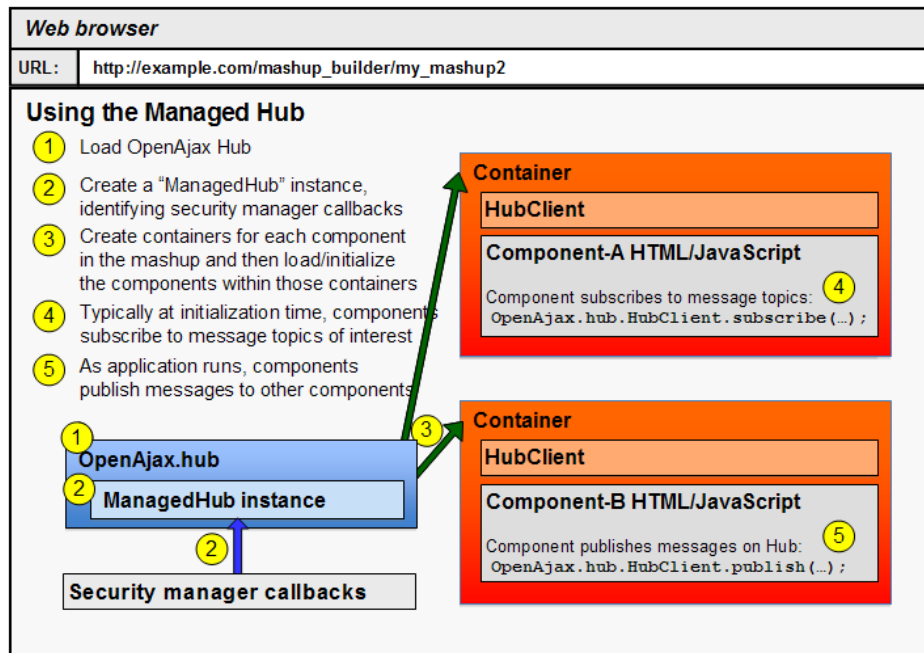 Web browser
URL: http://example.com/mashup_builder/my_mashup2
Using the Managed Hub
1 Load OpenAjax Hub
2 Create a “ManagedHub” instance,
identifying security manager callbacks
3 Create containers for each component
in the mashup and then load/initialize
the components within those containers
4 Typically at initialization time, components
subscribe to message topics of interest
5 As application runs, components
publish messages to other components
1
OpenAjax.hub
2 ManagedHub instance
2
Security manager callbacks
3
Container
HubClient
Component-A HTML/JavaScript
4
Component subscribes to message topics:
OpenAjax.hub.HubClient.subscribe(…);
Container
HubClient
Component-B HTML/JavaScript
5
Component publishes messages on Hub:
OpenAjax.hub.HubClient.publish(…);